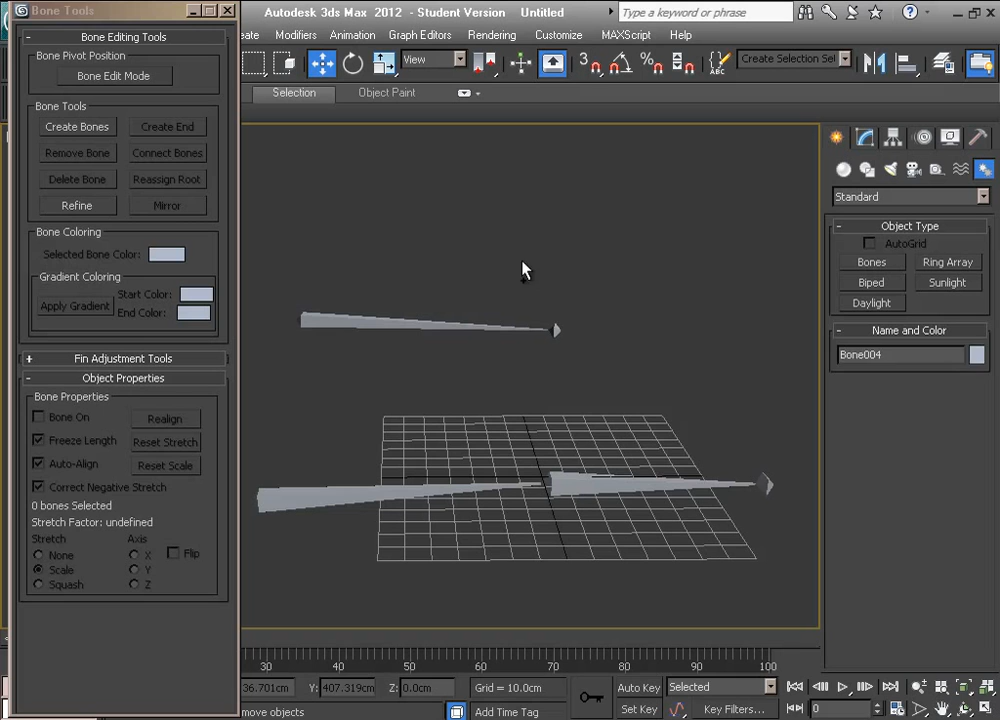 Bone Tools
Autodesk 3ds Max 2012 - Student Version Untitled
Type a keyword or phrase
Modifiers Animation Graph Editors Rendering Customize MAXScript Help
Bone Editing Tools
Bone Pivot Position
Bone Edit Mode
View
3
Create Selection Sel
Selection Object Paint
Bone Tools
Create Bones Create End
Remove Bone Connect Bones
Delete Bone Reassign Root
Refine Mirror
Bone Coloring
Selected Bone Color:
Gradient Coloring
Apply Gradient Start Color:
End Color:
Fin Adjustment Tools
Object Properties
Bone Properties
Bone On Realign
Freeze Length Reset Stretch
Auto-Align Reset Scale
Correct Negative Stretch
0 bones Selected
Stretch Factor: undefined
Stretch Axis
None X Flip
Scale Y
Squash Z
Standard
Object Type
AutoGrid
Bones Ring Array
Biped Sunlight
Daylight
Name and Color
Bone004
30 40 50 60 70 80 90 100
36.701cm Y: 407.319cm Z: 0.0cm Grid = 10.0cm Auto Key Selected
move objects Add Time Tag Set Key Key Filters... 0